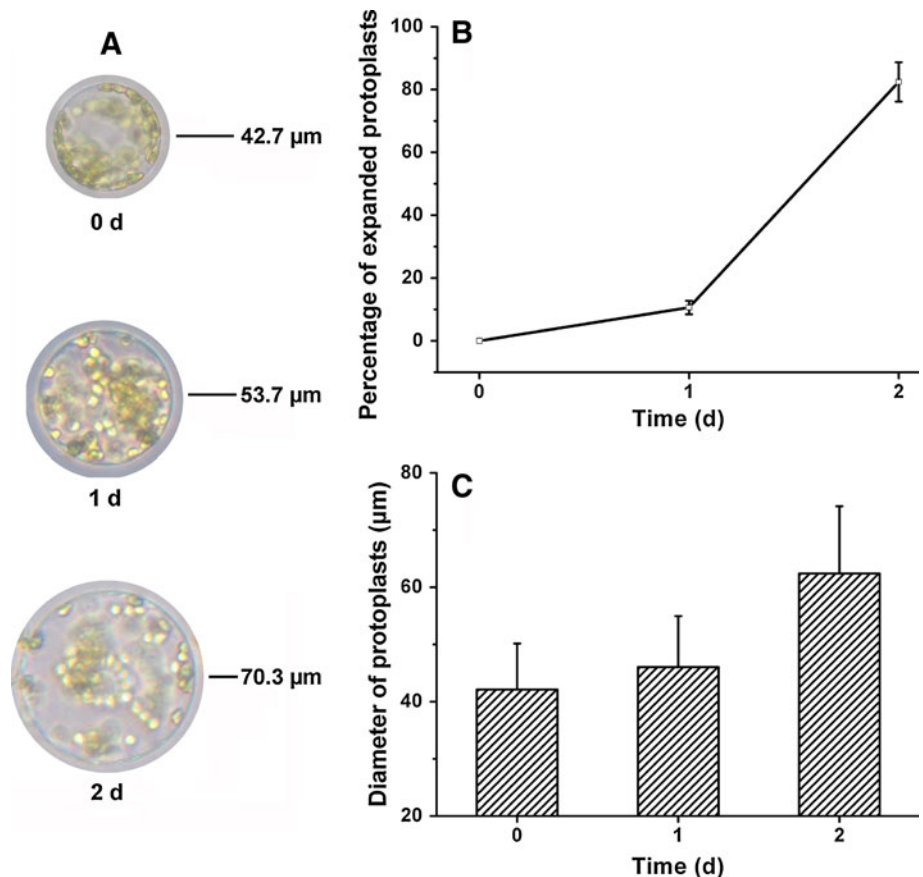 A
42.7 µm
0 d
53.7 µm
1 d
70.3 µm
2 d
B
Percentage of expanded protoplasts
100
80
60
40
20
0
0 1 2
Time (d)
C
Diameter of protoplasts (µm)
80
60
40
20
0 1 2
Time (d)